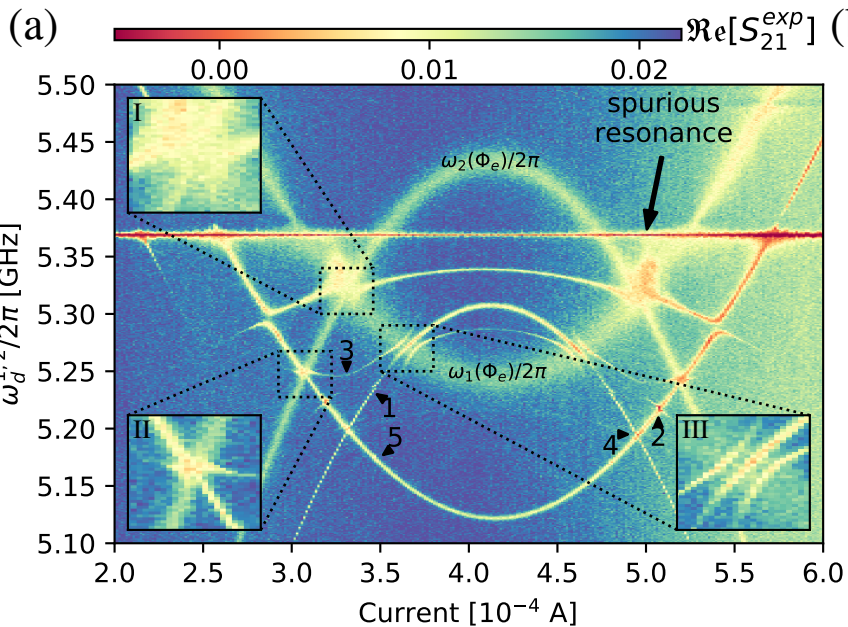 (a)
ℜe[S_{21}^{exp}]
(
0.00 0.01 0.02
5.50
5.45
5.40
5.35
5.30
5.25
5.20
5.15
5.10
[GHz]
2.0 2.5 3.0 3.5 4.0 4.5 5.0 5.5 6.0
Current [10⁻⁴ A]
I
II
III
spurious
resonance
ω₂(Φₑ)/2π
ω₁(Φₑ)/2π
3
1
5
4
2